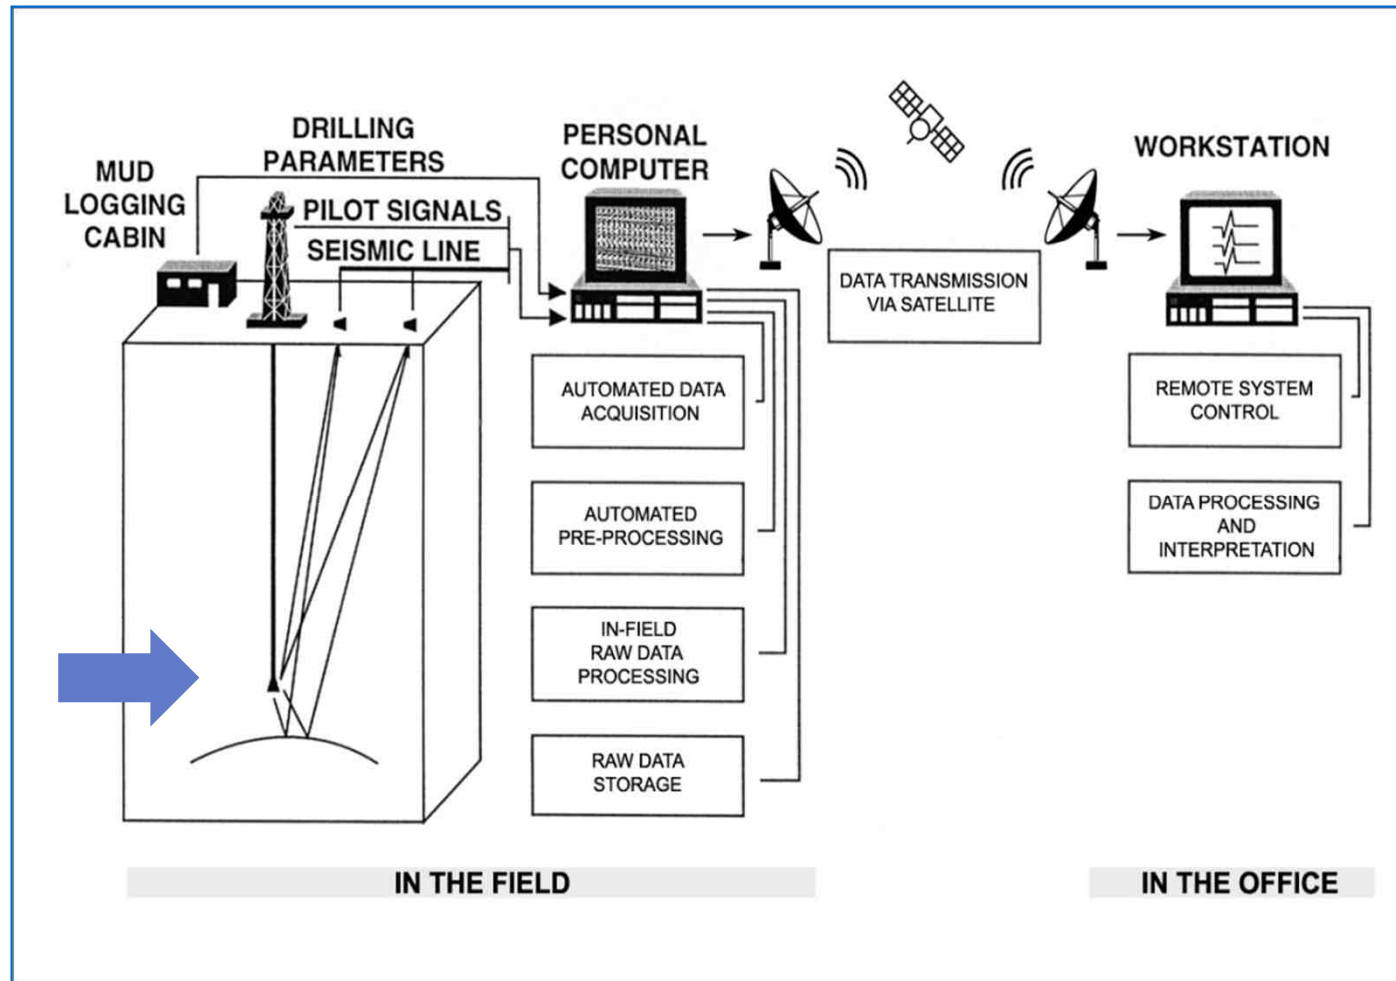 MUD
LOGGING
CABIN
DRILLING
PARAMETERS
PILOT SIGNALS
SEISMIC LINE
PERSONAL
COMPUTER
WORKSTATION
DATA TRANSMISSION
VIA SATELLITE
AUTOMATED DATA
ACQUISITION
AUTOMATED
PRE-PROCESSING
IN-FIELD
RAW DATA
PROCESSING
RAW DATA
STORAGE
REMOTE SYSTEM
CONTROL
DATA PROCESSING
AND
INTERPRETATION
IN THE FIELD
IN THE OFFICE